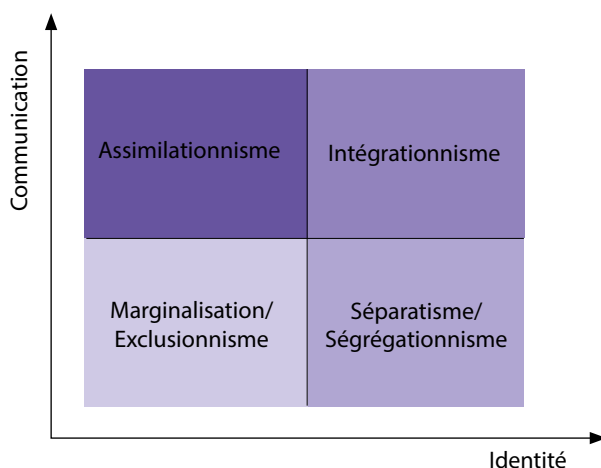 Communication
Assimilationnisme
Intégrationnisme
Marginalisation/
Exclusionnisme
Séparatisme/
Ségrégationnisme
Identité